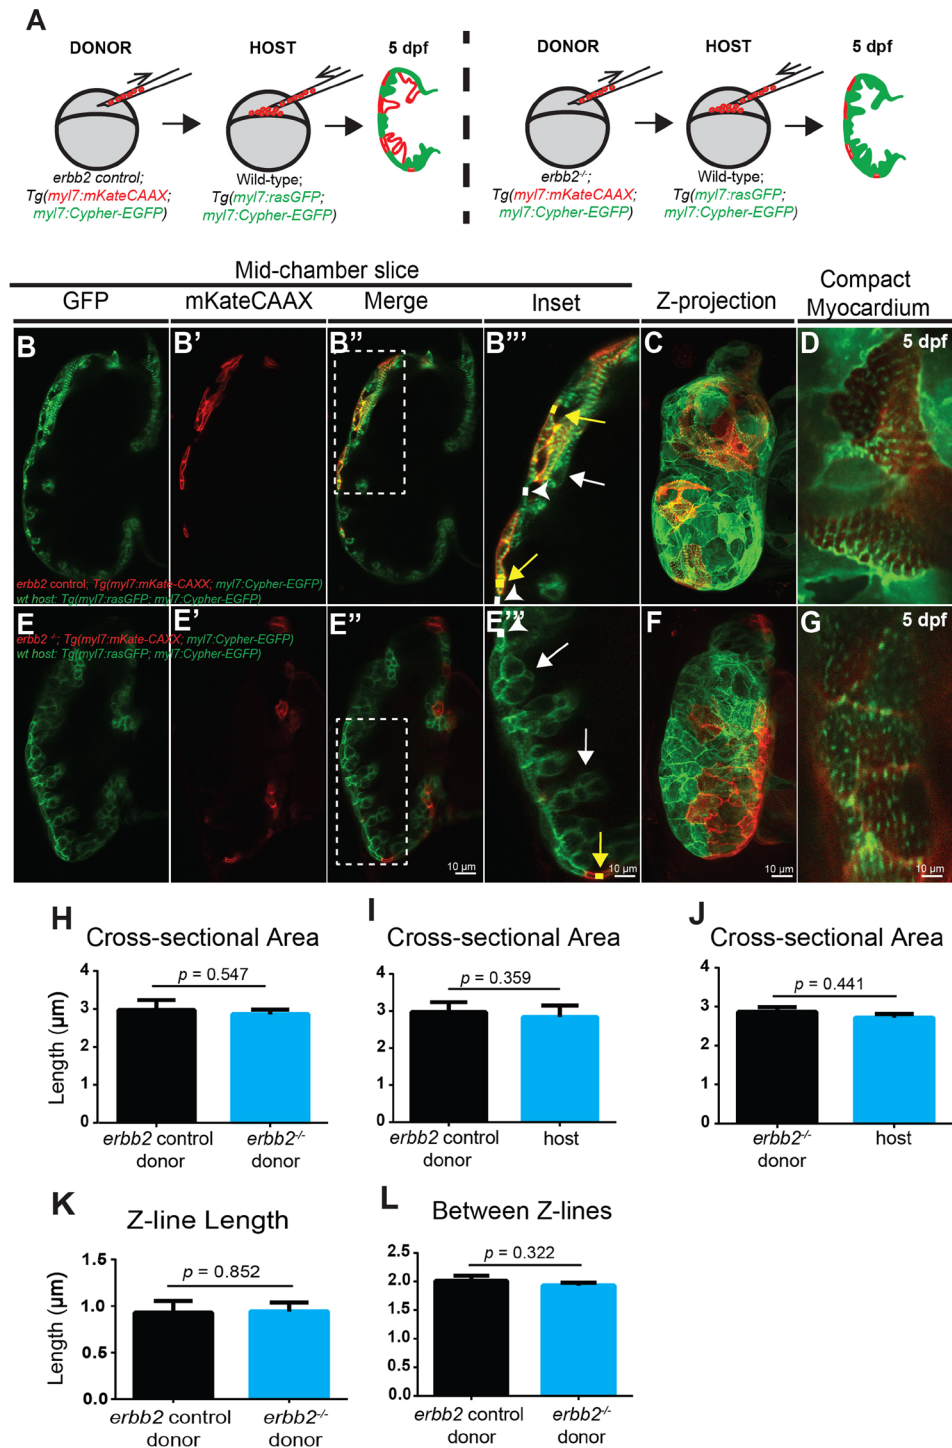 A
DONOR
HOST
5 dpf
DONOR
HOST
5 dpf
erbb2 control;
Tg(myl7:mKateCAAX;
myl7:Cypher-EGFP)
Wild-type;
Tg(myl7:rasGFP;
myl7:Cypher-EGFP)
erbb2-/-;
Tg(myl7:mKateCAAX;
myl7:Cypher-EGFP)
Wild-type;
Tg(myl7:rasGFP;
myl7:Cypher-EGFP)
Mid-chamber slice
GFP
mKateCAAX
Merge
Inset
Z-projection
Compact
Myocardium
B
B'
B''
B'''
C
D
5 dpf
erbb2 control; Tg(myl7:mKate-CAXX; myl7:Cypher-EGFP)
wt host: Tg(myl7:rasGFP; myl7:Cypher-EGFP)
E
E'
E''
E'''
F
G
5 dpf
erbb2 -/-; Tg(myl7:mKate-CAXX; myl7:Cypher-EGFP)
wt host: Tg(myl7:rasGFP; myl7:Cypher-EGFP)
10 µm
10 µm
10 µm
10 µm
H
Cross-sectional Area
Length (µm)
4
3
2
1
0
p = 0.547
erbb2 control
donor
erbb2-/-
donor
I
Cross-sectional Area
4
3
2
1
0
p = 0.359
erbb2 control
donor
host
J
Cross-sectional Area
4
3
2
1
0
p = 0.441
erbb2-/-
donor
host
K
Z-line Length
Length (µm)
1.5
1.0
0.5
0.0
p = 0.852
erbb2 control
donor
erbb2-/-
donor
L
Between Z-lines
2.5
2.0
1.5
1.0
0.5
0.0
p = 0.322
erbb2 control
donor
erbb2-/-
donor